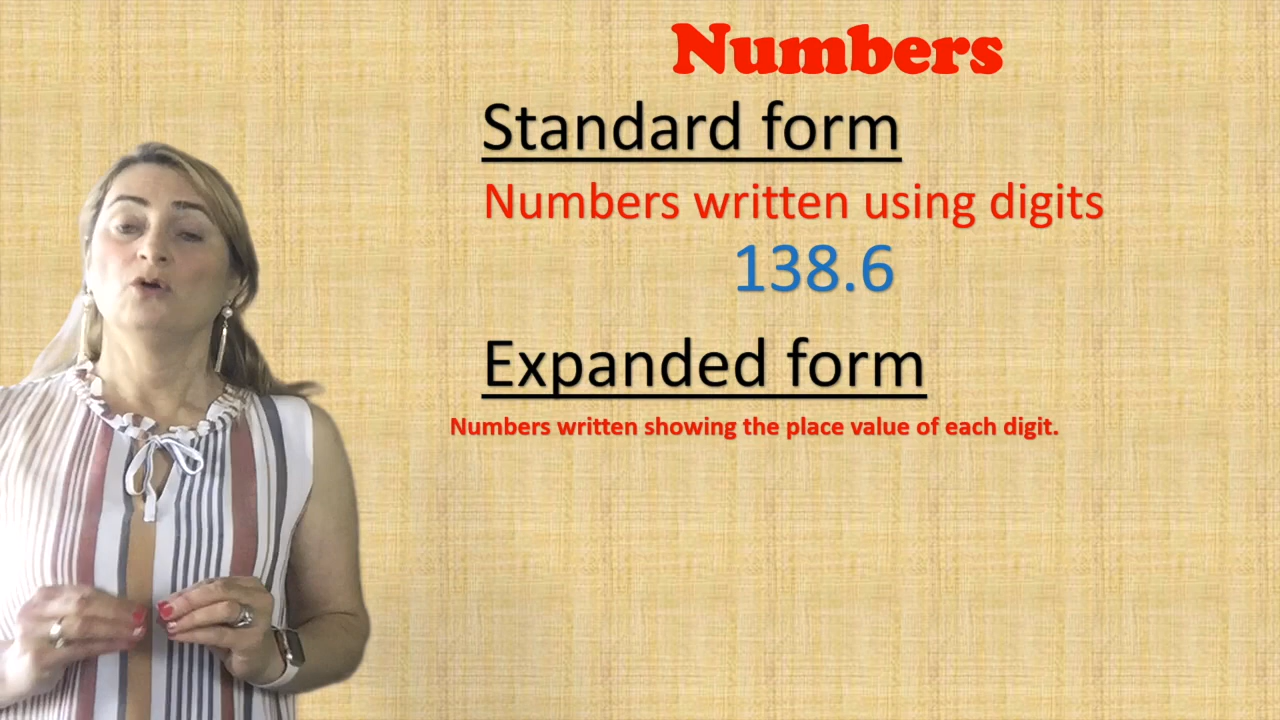 Numbers
Standard form
Numbers written using digits
138.6
Expanded form
Numbers written showing the place value of each digit.